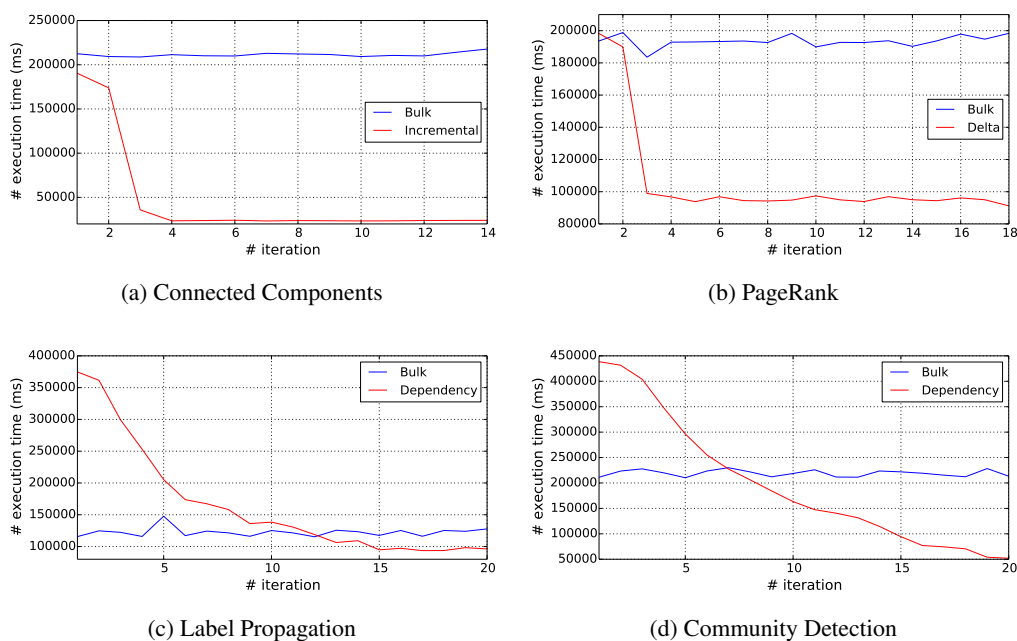 250000
200000
150000
100000
50000
# execution time (ms)
Bulk
Incremental
2 4 6 8 10 12 14
# iteration
(a) Connected Components
200000
180000
160000
140000
120000
100000
80000
# execution time (ms)
Bulk
Delta
2 4 6 8 10 12 14 16 18
# iteration
(b) PageRank
400000
350000
300000
250000
200000
150000
100000
# execution time (ms)
Bulk
Dependency
5 10 15 20
# iteration
(c) Label Propagation
450000
400000
350000
300000
250000
200000
150000
100000
50000
# execution time (ms)
Bulk
Dependency
5 10 15 20
# iteration
(d) Community Detection